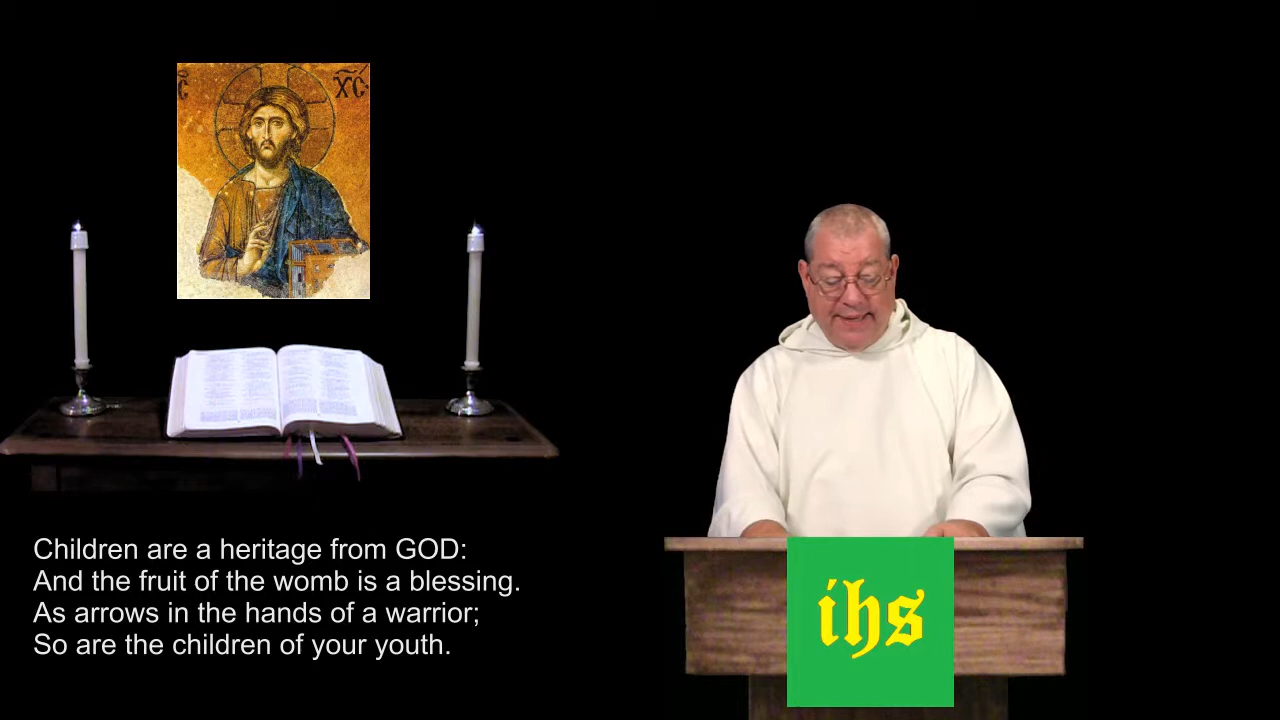 C
XC
Children are a heritage from GOD:
And the fruit of the womb is a blessing.
As arrows in the hands of a warrior;
So are the children of your youth.
ihs